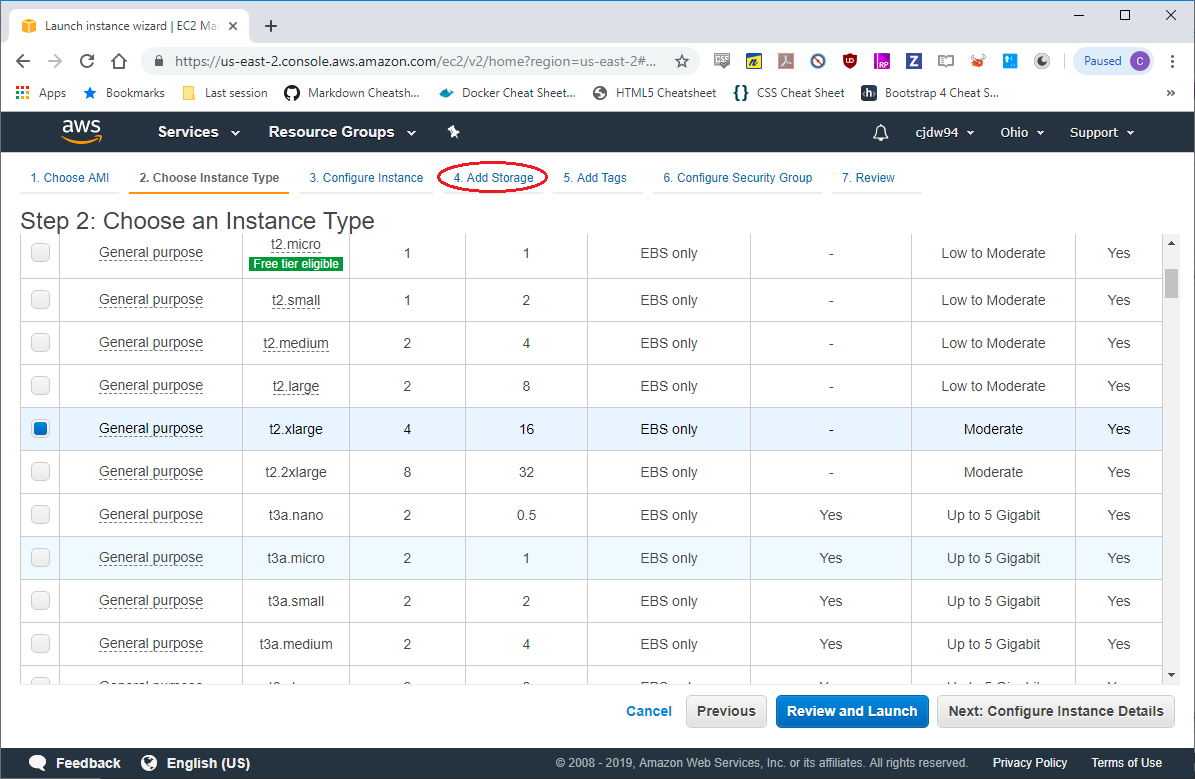 Launch instance wizard | EC2 Ma
https://us-east-2.console.aws.amazon.com/ec2/v2/home?region=us-east-2#...
CSS
n
UD
RP
Z
Paused
C
Apps
Bookmarks
Last session
Markdown Cheatsh...
Docker Cheat Sheet...
HTML5 Cheatsheet
{} CSS Cheat Sheet
h Bootstrap 4 Cheat S...
»
aws
Services
Resource Groups
cjdw94
Ohio
Support
1. Choose AMI
2. Choose Instance Type
3. Configure Instance
4. Add Storage
5. Add Tags
6. Configure Security Group
7. Review
Step 2: Choose an Instance Type
General purpose t2.micro 1 1 EBS only - Low to Moderate Yes
Free tier eligible
General purpose t2.small 1 2 EBS only - Low to Moderate Yes
General purpose t2.medium 2 4 EBS only - Low to Moderate Yes
General purpose t2.large 2 8 EBS only - Low to Moderate Yes
General purpose t2.xlarge 4 16 EBS only - Moderate Yes
General purpose t2.2xlarge 8 32 EBS only - Moderate Yes
General purpose t3a.nano 2 0.5 EBS only Yes Up to 5 Gigabit Yes
General purpose t3a.micro 2 1 EBS only Yes Up to 5 Gigabit Yes
General purpose t3a.small 2 2 EBS only Yes Up to 5 Gigabit Yes
General purpose t3a.medium 2 4 EBS only Yes Up to 5 Gigabit Yes
Cancel
Previous
Review and Launch
Next: Configure Instance Details
Feedback
English (US)
© 2008 - 2019, Amazon Web Services, Inc. or its affiliates. All rights reserved.
Privacy Policy
Terms of Use